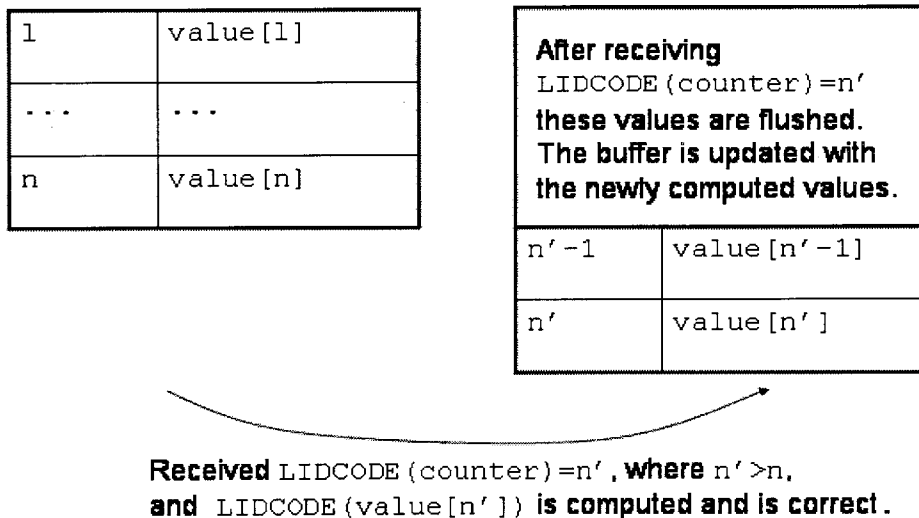 1 value[1]
... ...
n value[n]
After receiving
LIDCODE(counter)=n'
these values are flushed.
The buffer is updated with
the newly computed values.
n'-1 value[n'-1]
n' value[n']
Received LIDCODE(counter)=n', where n'>n,
and LIDCODE(value[n']) is computed and is correct.